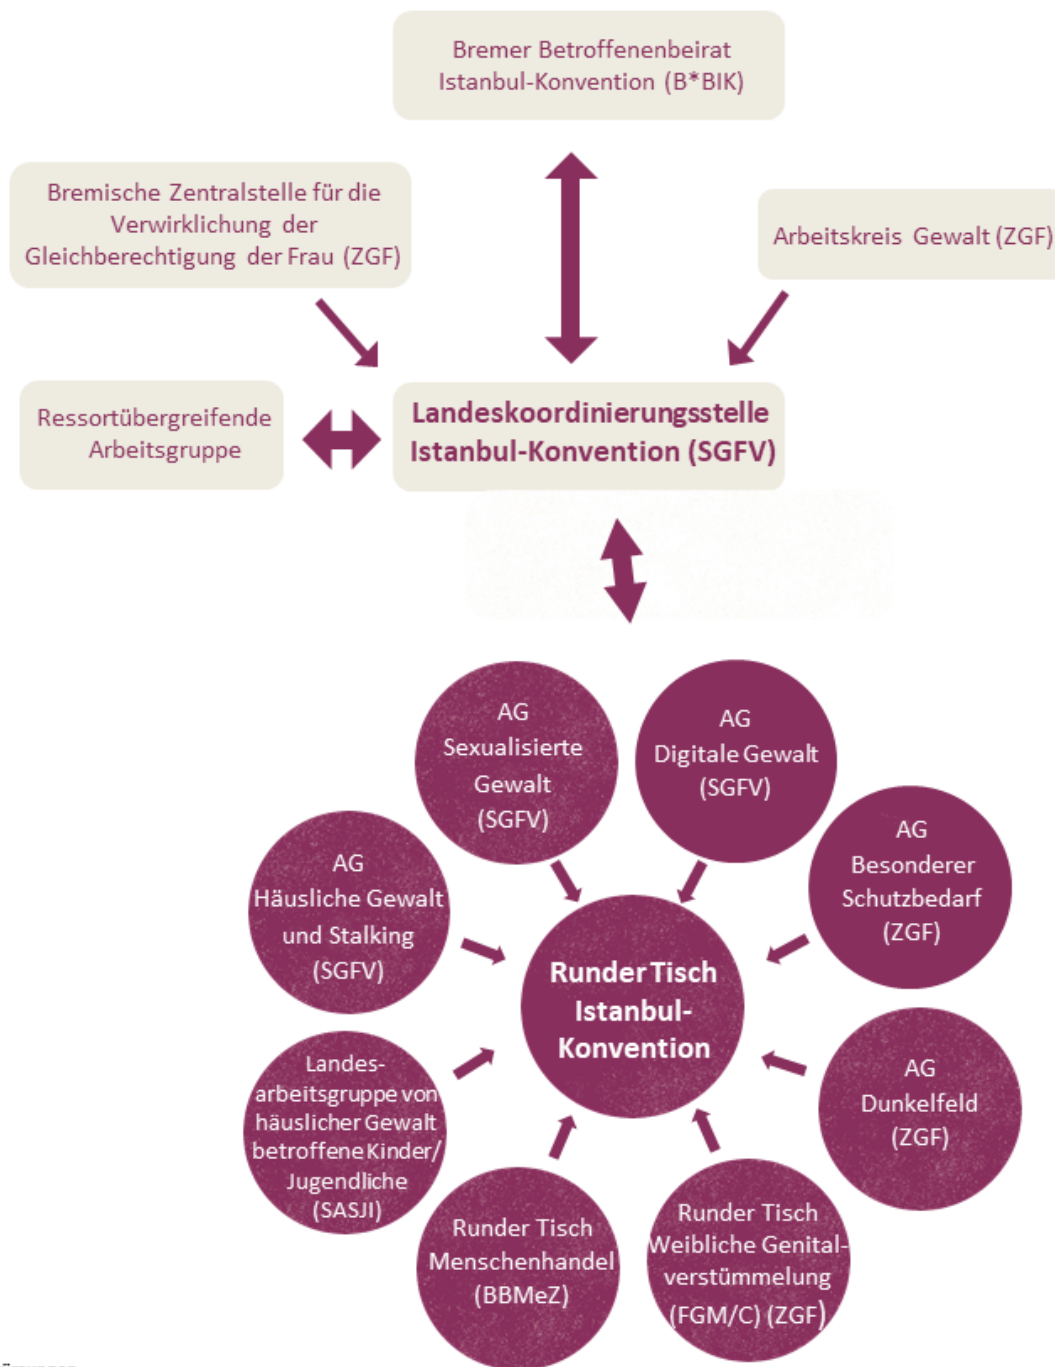 Bremer Betroffenenbeirat
Istanbul-Konvention (B*BIK)
Bremische Zentralstelle für die
Verwirklichung der
Gleichberechtigung der Frau (ZGF)
Arbeitskreis Gewalt (ZGF)
Ressortübergreifende
Arbeitsgruppe
Landeskoordinierungsstelle
Istanbul-Konvention (SGFV)
AG
Sexualisierte
Gewalt
(SGFV)
AG
Digitale Gewalt
(SGFV)
AG
Häusliche Gewalt
und Stalking
(SGFV)
AG
Besonderer
Schutzbedarf
(ZGF)
Runder Tisch
Istanbul-
Konvention
Landes-
arbeitsgruppe von
häuslicher Gewalt
betroffene Kinder/
Jugendliche
(SASJI)
AG
Dunkelfeld
(ZGF)
Runder Tisch
Menschenhandel
(BBMeZ)
Runder Tisch
Weibliche Genital-
verstümmelung
(FGM/C) (ZGF)